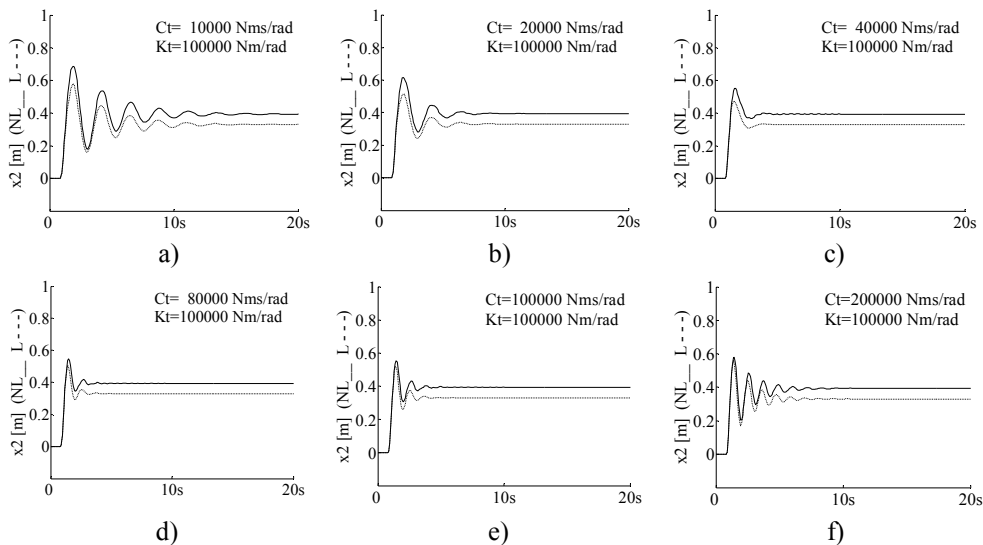 1
Ct= 10000 Nms/rad
Kt=100000 Nm/rad
0.8
0.6
0.4
0.2
0
x2 [m] (NL__ L - - -)
0 10s 20s
a)
1
Ct= 20000 Nms/rad
Kt=100000 Nm/rad
0.8
0.6
0.4
0.2
0
x2 [m] (NL__ L - - -)
0 10s 20s
b)
1
Ct= 40000 Nms/rad
Kt=100000 Nm/rad
0.8
0.6
0.4
0.2
0
x2 [m] (NL__ L - - -)
0 10s 20s
c)
1
Ct= 80000 Nms/rad
Kt=100000 Nm/rad
0.8
0.6
0.4
0.2
0
x2 [m] (NL__ L - - -)
0 10s 20s
d)
1
Ct=100000 Nms/rad
Kt=100000 Nm/rad
0.8
0.6
0.4
0.2
0
x2 [m] (NL__ L - - -)
0 10s 20s
e)
1
Ct=200000 Nms/rad
Kt=100000 Nm/rad
0.8
0.6
0.4
0.2
0
x2 [m] (NL__ L - - -)
0 10s 20s
f)